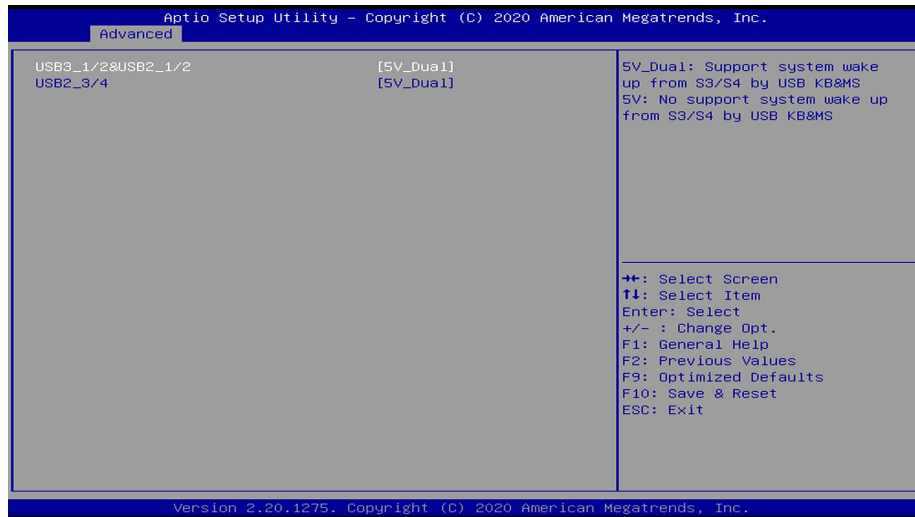 Aptio Setup Utility – Copyright (C) 2020 American Megatrends, Inc.
Advanced
USB3_1/2&USB2_1/2 [5V_Dual]
USB2_3/4 [5V_Dual]
5V_Dual: Support system wake
up from S3/S4 by USB KB&MS
5V: No support system wake up
from S3/S4 by USB KB&MS
→←: Select Screen
↑↓: Select Item
Enter: Select
+/- : Change Opt.
F1: General Help
F2: Previous Values
F9: Optimized Defaults
F10: Save & Reset
ESC: Exit
Version 2.20.1275. Copyright (C) 2020 American Megatrends, Inc.